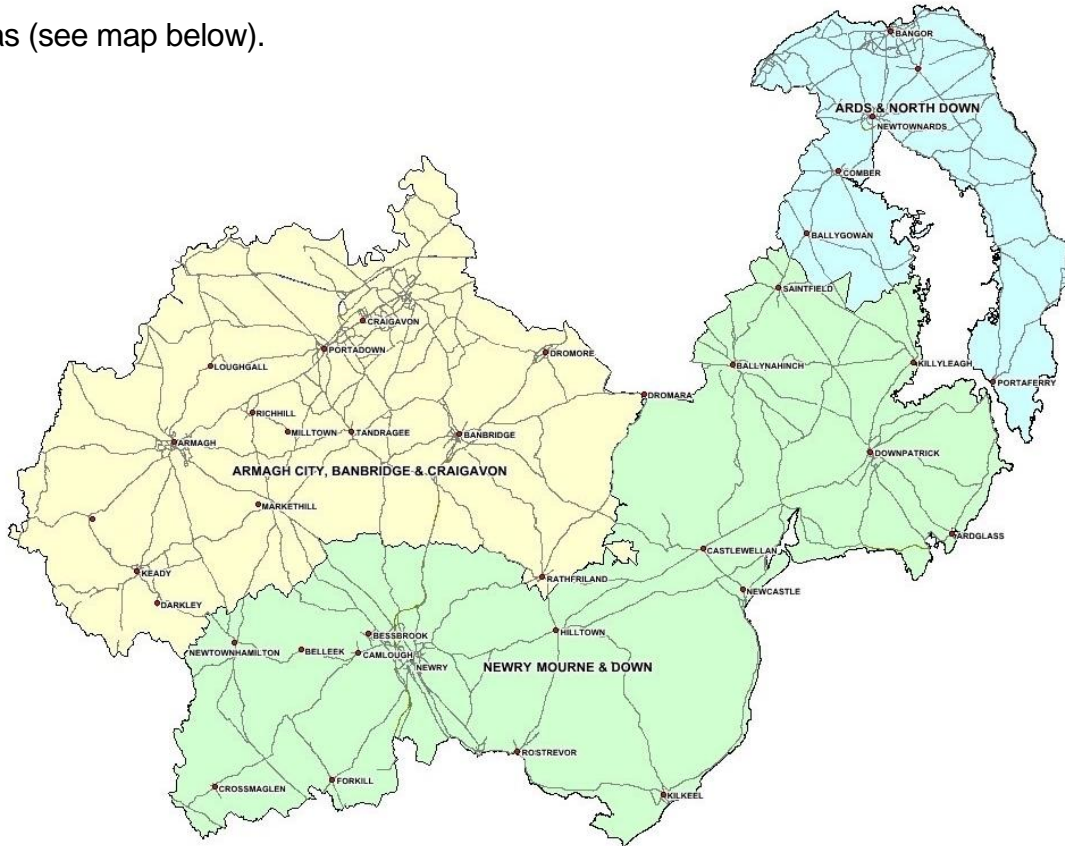 as (see map below).
BANGOR
ARDS & NORTH DOWN
NEWTOWNARDS
COMBER
BALLYGOWAN
SAINTFIELD
CRAIGAVON
PORTADOWN
DROMORE
LOUGHGALL
BALLYNAHINCH
KILLYLEAGH
PORTAFERRY
DROMARA
RICHHILL
MILLTOWN
TANDRAGEE
BANBRIDGE
ARMAGH
DOWNPATRICK
ARMAGH CITY, BANBRIDGE & CRAIGAVON
MARKETHILL
ARDGLASS
CASTLEWELLAN
KEADY
RATHFRILAND
NEWCASTLE
DARKLEY
BESSBROOK
HILLTOWN
NEWTOWNHAMILTON
BELLEEK
CAMLOUGH
NEWRY
NEWRY MOURNE & DOWN
ROSTREVOR
CROSSMAGLEN
FORKILL
KILKEEL